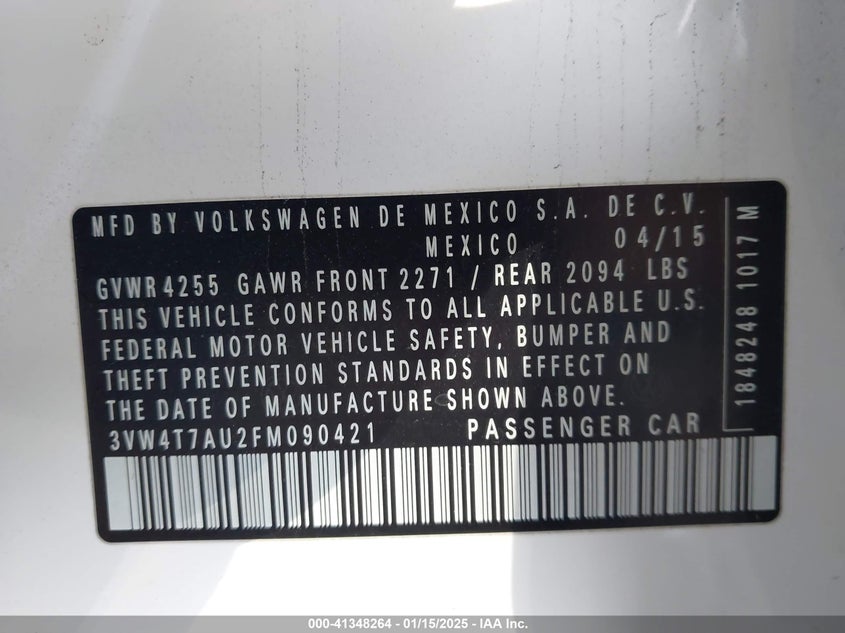 MFD BY VOLKSWAGEN DE MEXICO S.A. DE C.V.
MEXICO 04/15
GVWR 4255 GAWR FRONT 2271 / REAR 2094 LBS
THIS VEHICLE CONFORMS TO ALL APPLICABLE U.S.
FEDERAL MOTOR VEHICLE SAFETY, BUMPER AND
THEFT PREVENTION STANDARDS IN EFFECT ON
THE DATE OF MANUFACTURE SHOWN ABOVE.
3VW4T7AU2FM090421 PASSENGER CAR
1848248 1017 M
000-41348264 - 01/15/2025 - IAA Inc.